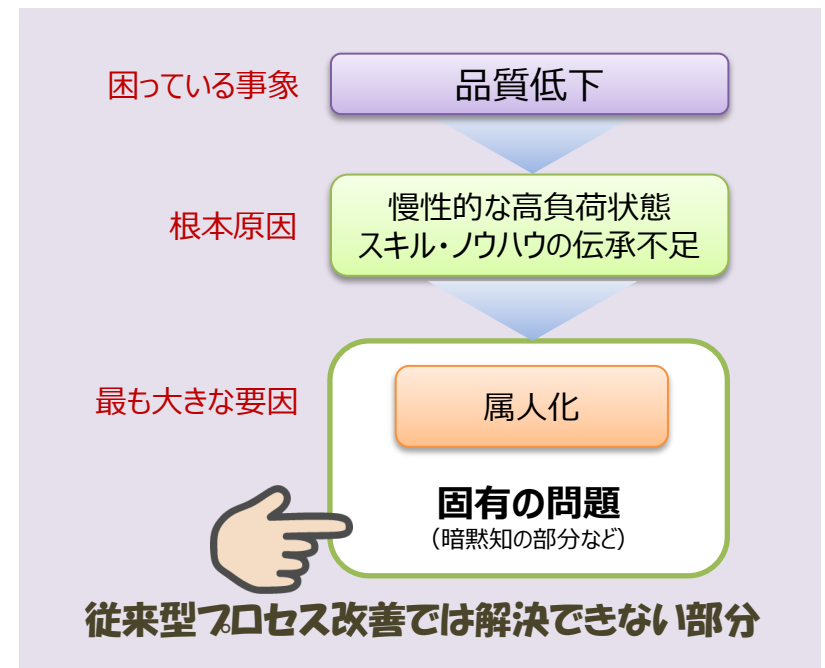 困っている事象
品質低下
根本原因
慢性的な高負荷状態
スキル・ノウハウの伝承不足
最も大きな要因
属人化
固有の問題
(暗黙知の部分など)
従来型プロセス改善では解決できない部分